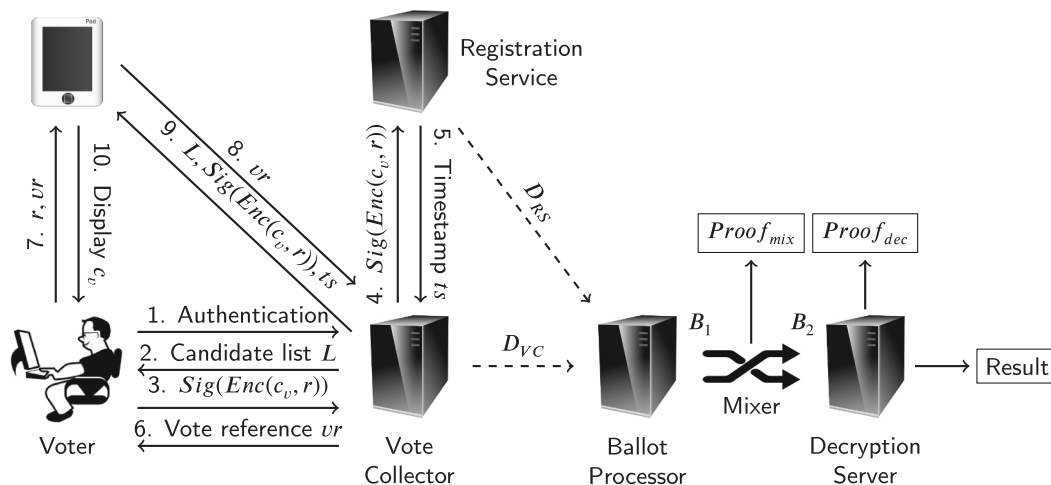 Pad
Registration
Service
7. r, vr
10. Display c_v
8. vr
9. L, Sig(Enc(c_v, r)), ts
4. Sig(Enc(c_v, r))
5. Timestamp ts
D_RS
Proof_mix
Proof_dec
1. Authentication
2. Candidate list L
3. Sig(Enc(c_v, r))
6. Vote reference vr
D_VC
B_1
B_2
Result
Mixer
Voter
Vote
Collector
Ballot
Processor
Decryption
Server